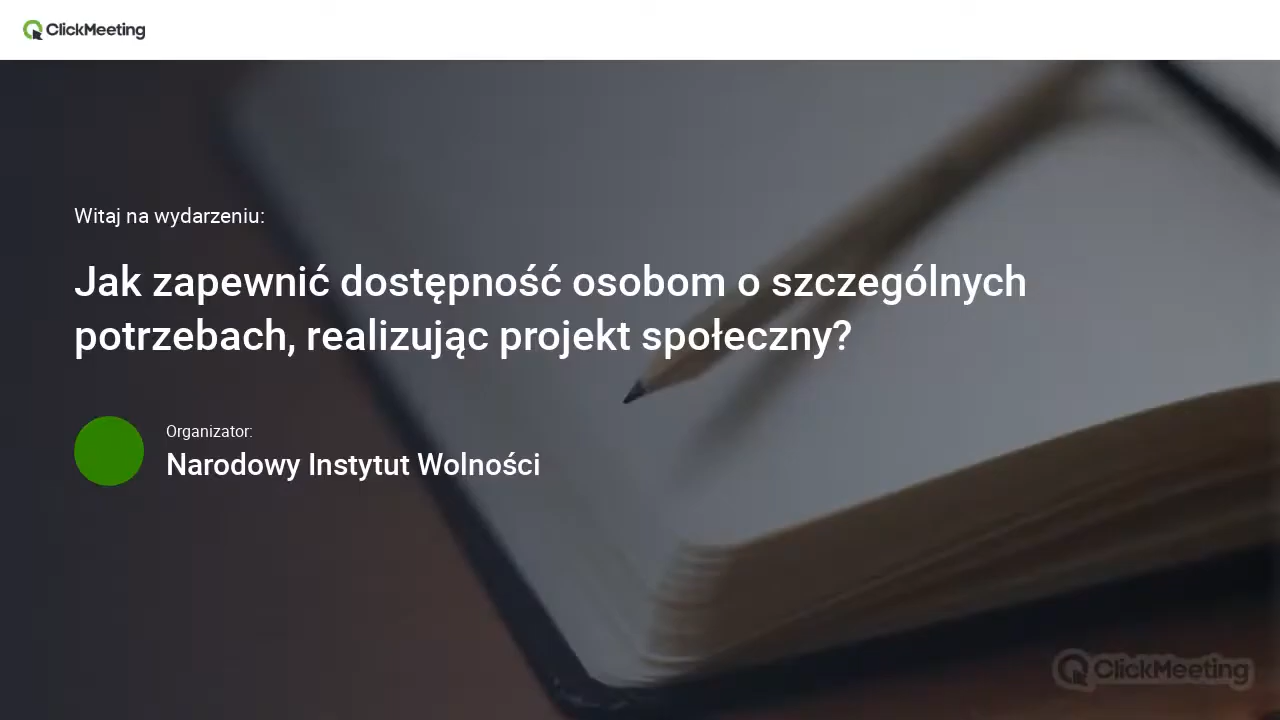 ClickMeeting
Witaj na wydarzeniu:
Jak zapewnić dostępność osobom o szczególnych
potrzebach, realizując projekt społeczny?
Organizator:
Narodowy Instytut Wolności
ClickMeeting